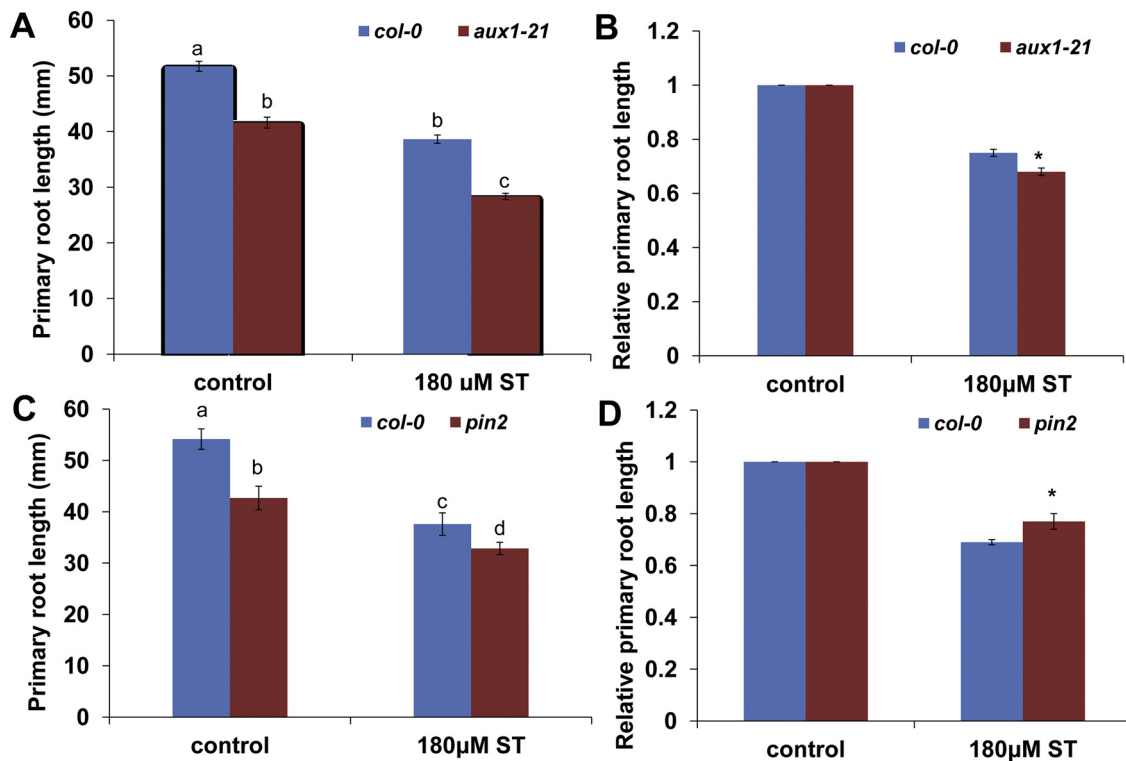 A
Primary root length (mm)
60
50
40
30
20
10
0
col-0 aux1-21
a
b
b
c
control
180 µM ST
B
Relative primary root length
1.2
1
0.8
0.6
0.4
0.2
0
col-0 aux1-21
*
control
180µM ST
C
Primary root length (mm)
60
50
40
30
20
10
0
col-0 pin2
a
b
c
d
control
180µM ST
D
Relative primary root length
1.2
1
0.8
0.6
0.4
0.2
0
col-0 pin2
*
control
180µM ST